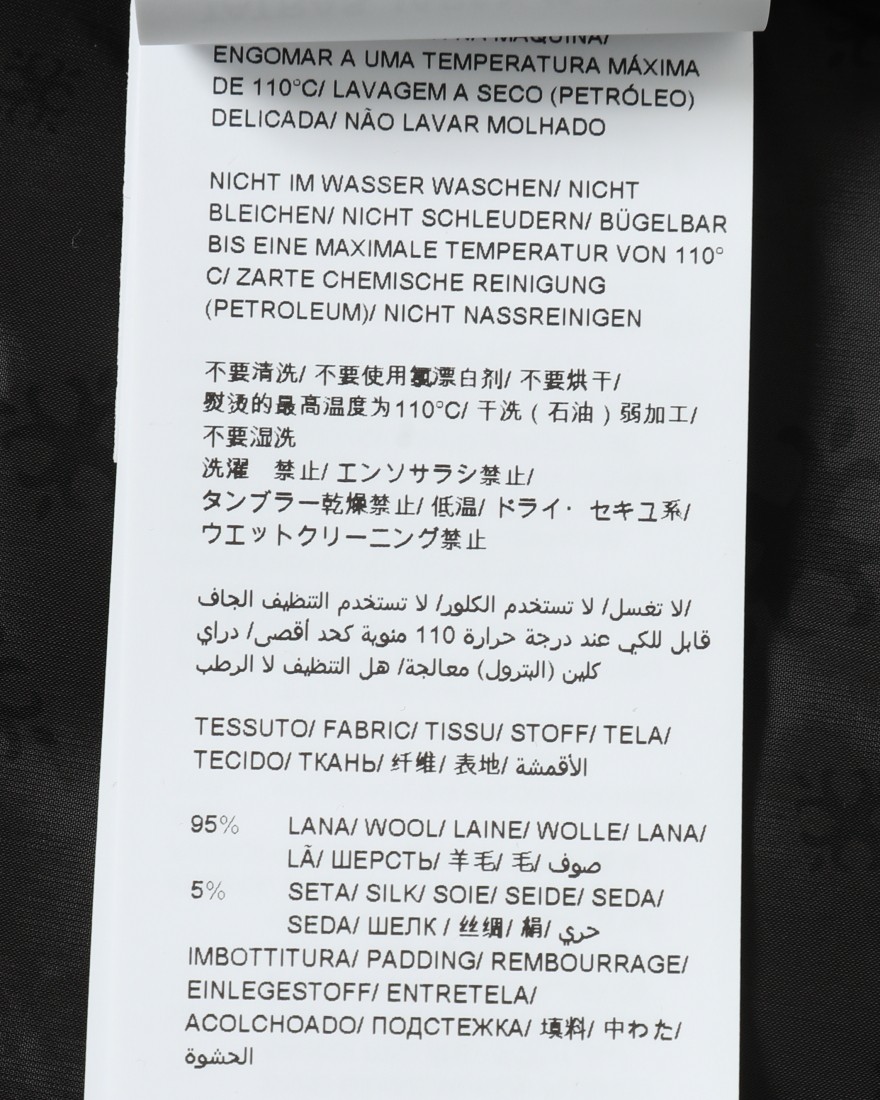 MAQUINA/
ENGOMAR A UMA TEMPERATURA MÁXIMA
DE 110°C/ LAVAGEM A SECO (PETRÓLEO)
DELICADA/ NÃO LAVAR MOLHADO
NICHT IM WASSER WASCHEN/ NICHT
BLEICHEN/ NICHT SCHLEUDERN/ BÜGELBAR
BIS EINE MAXIMALE TEMPERATUR VON 110°
C/ ZARTE CHEMISCHE REINIGUNG
(PETROLEUM)/ NICHT NASSREINIGEN
不要清洗/ 不要使用氯漂白剂/ 不要烘干/
熨烫的最高温度为110°C/ 干洗 ( 石油 ) 弱加工/
不要湿洗
洗濯　禁止/ エンソサラシ禁止/
タンブラー乾燥禁止/ 低温/ ドライ· セキユ系/
ウエットクリーニング禁止
لا تغسل/ لا تستخدم الكلور/ لا تستخدم التنظيف الجاف/
قابل للكي عند درجة حرارة 110 مئوية كحد أقصى/ دراي
كلين (البترول) معالجة/ هل التنظيف لا الرطب
TESSUTO/ FABRIC/ TISSU/ STOFF/ TELA/
TECIDO/ ТКАНЬ/ 纤维/ 表地/ الأقمشة
95% LANA/ WOOL/ LAINE/ WOLLE/ LANA/
LÃ/ ШЕРСТЬ/ 羊毛/ 毛/ صوف
5% SETA/ SILK/ SOIE/ SEIDE/ SEDA/
SEDA/ ШЕЛК / 丝绸/ 絹/ حري
IMBOTTITURA/ PADDING/ REMBOURRAGE/
EINLEGESTOFF/ ENTRETELA/
ACOLCHOADO/ ПОДСТЕЖКА/ 填料/ 中わた/
الحشوة